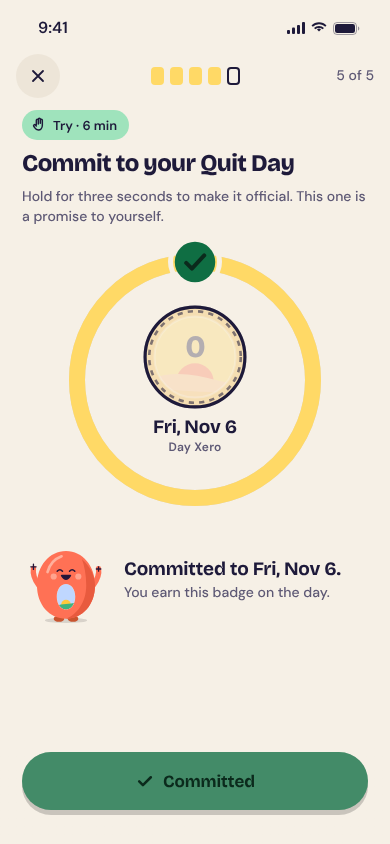 9:41
5 of 5
Try · 6 min
Commit to your Quit Day
Hold for three seconds to make it official. This one is
a promise to yourself.
0
Fri, Nov 6
Day Xero
Committed to Fri, Nov 6.
You earn this badge on the day.
Committed